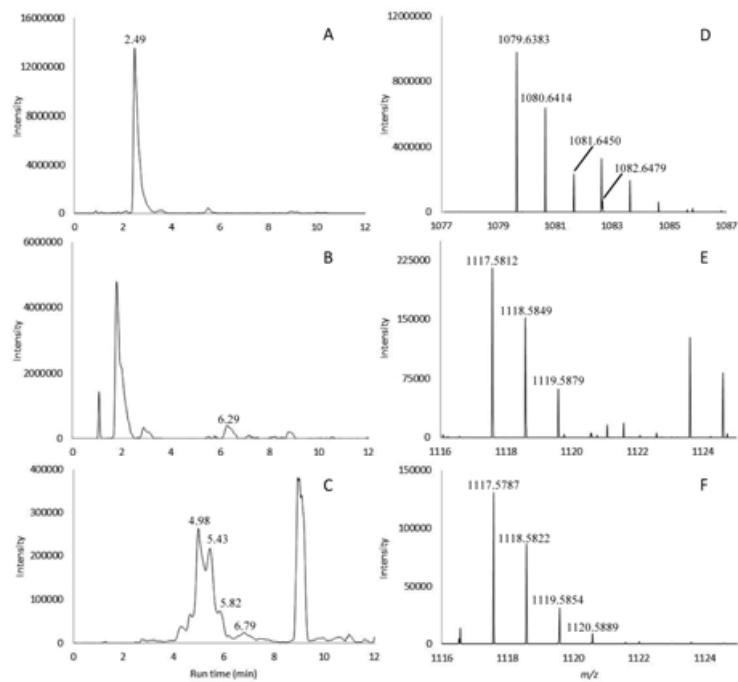 16000000
12000000
8000000
4000000
0
Intensity
2.49
A
0 2 4 6 8 10 12
12000000
8000000
4000000
0
Intensity
1079.6383
1080.6414
1081.6450
1082.6479
D
1077 1079 1081 1083 1085 1087
6000000
4000000
2000000
0
Intensity
6.29
B
0 2 4 6 8 10 12
225000
150000
75000
0
Intensity
1117.5812
1118.5849
1119.5879
E
1116 1118 1120 1122 1124
400000
300000
200000
100000
0
Intensity
4.98
5.43
5.82
6.79
C
0 2 4 6 8 10 12
Run time (min)
150000
100000
50000
0
Intensity
1117.5787
1118.5822
1119.5854
1120.5889
F
1116 1118 1120 1122 1124
m/z